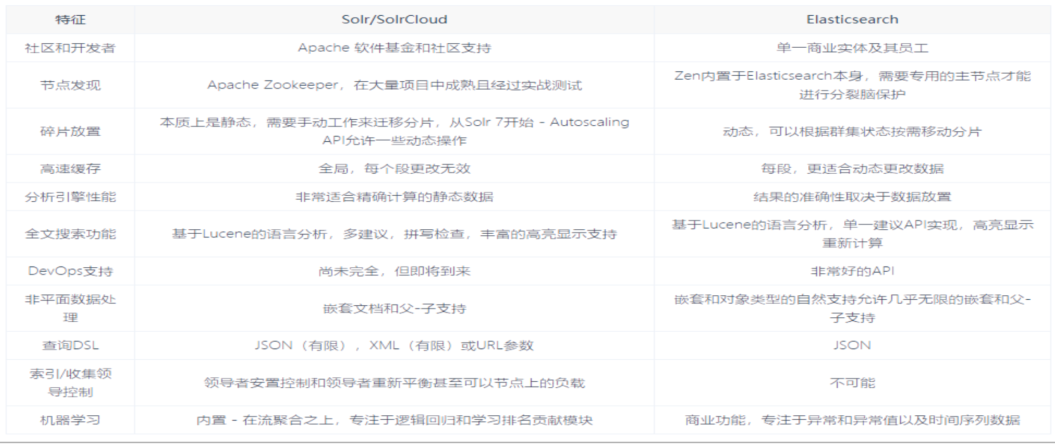 特征 Solr/SolrCloud Elasticsearch
社区和开发者 Apache 软件基金和社区支持 单一商业实体及其员工
节点发现 Apache Zookeeper，在大量项目中成熟且经过实战测试 Zen内置于Elasticsearch本身，需要专用的主节点才能
进行分裂脑保护
碎片放置 本质上是静态，需要手动工作来迁移分片，从Solr 7开始 - Autoscaling
API允许一些动态操作 动态，可以根据群集状态按需移动分片
高速缓存 全局，每个段更改无效 每段，更适合动态更改数据
分析引擎性能 非常适合精确计算的静态数据 结果的准确性取决于数据放置
全文搜索功能 基于Lucene的语言分析，多建议，拼写检查，丰富的高亮显示支持 基于Lucene的语言分析，单一建议API实现，高亮显示
重新计算
DevOps支持 尚未完全，但即将到来 非常好的API
非平面数据处
理 嵌套文档和父-子支持 嵌套和对象类型的自然支持允许几乎无限的嵌套和父-
子支持
查询DSL JSON（有限），XML（有限）或URL参数 JSON
索引/收集领
导控制 领导者安置控制和领导者重新平衡甚至可以节点上的负载 不可能
机器学习 内置 - 在流聚合之上，专注于逻辑回归和学习排名贡献模块 商业功能，专注于异常和异常值以及时间序列数据